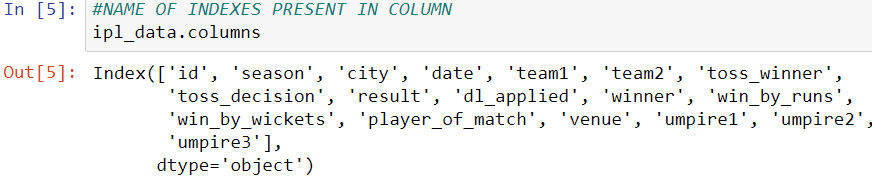 In [5]: #NAME OF INDEXES PRESENT IN COLUMN
ipl_data.columns
Out[5]: Index(['id', 'season', 'city', 'date', 'team1', 'team2', 'toss_winner',
'toss_decision', 'result', 'dl_applied', 'winner', 'win_by_runs',
'win_by_wickets', 'player_of_match', 'venue', 'umpire1', 'umpire2',
'umpire3'],
dtype='object')